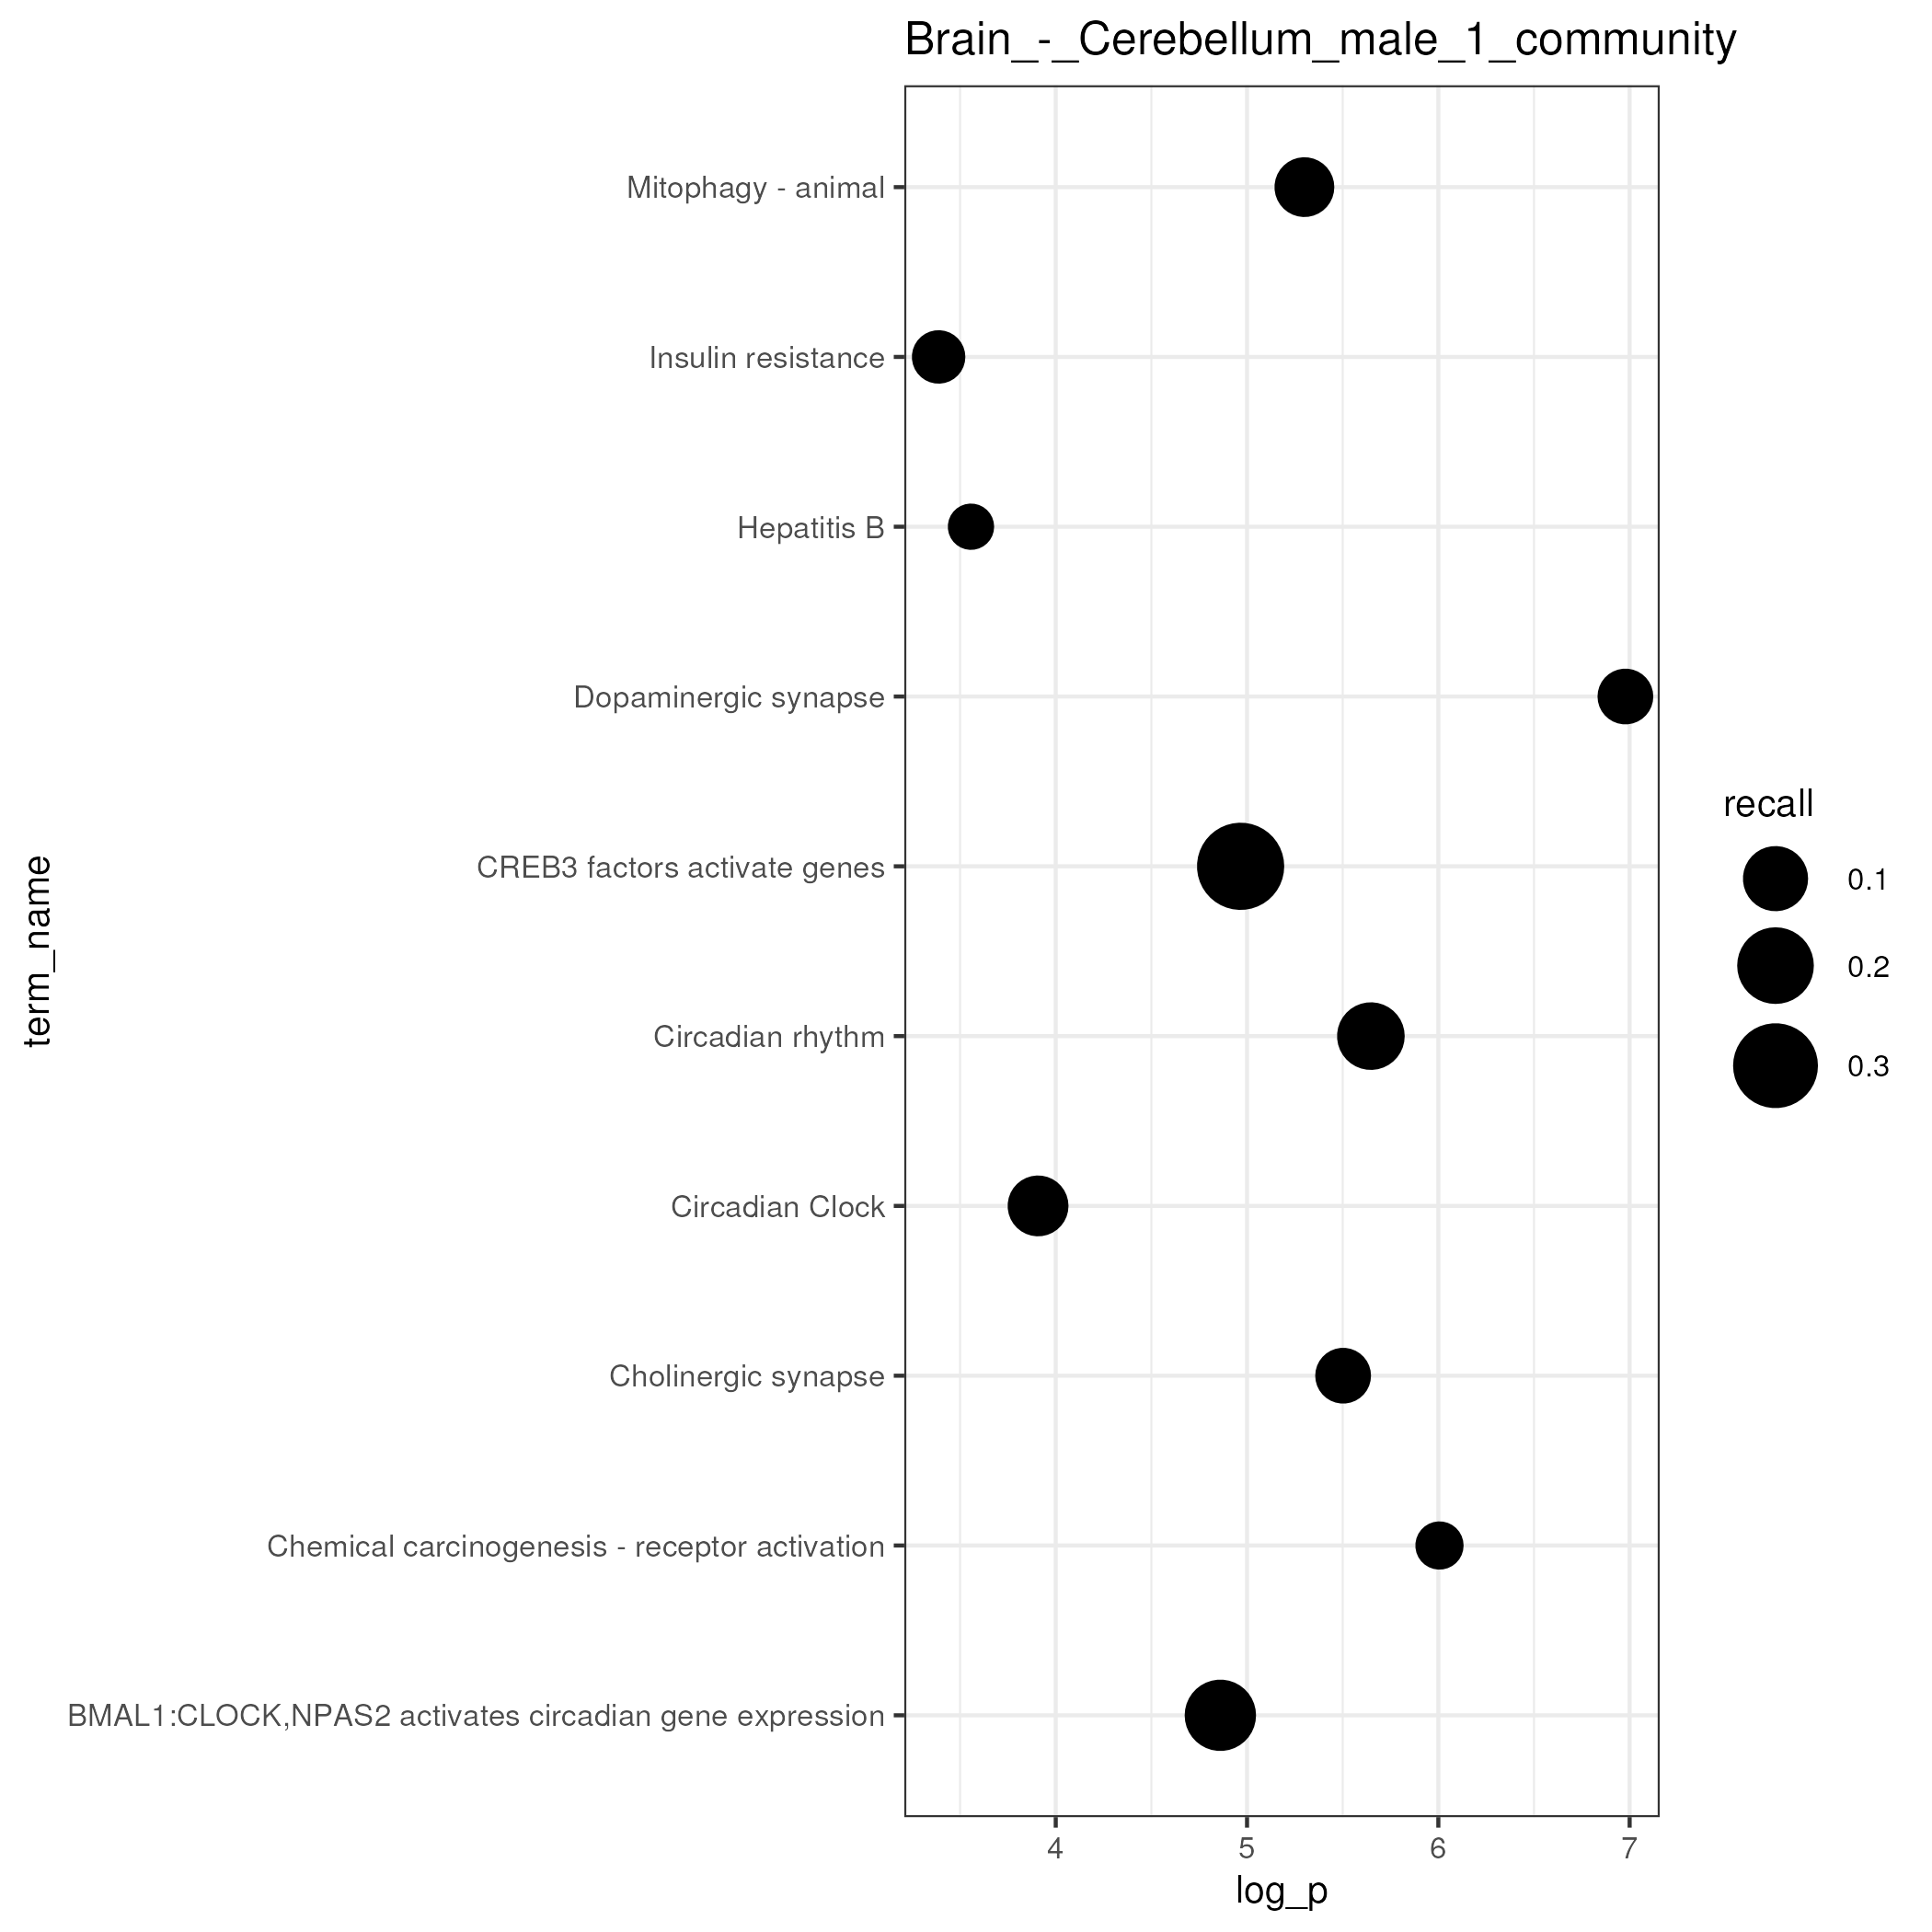 Brain_-_Cerebellum_male_1_community
Mitophagy - animal
Insulin resistance
Hepatitis B
Dopaminergic synapse
CREB3 factors activate genes
Circadian rhythm
Circadian Clock
Cholinergic synapse
Chemical carcinogenesis - receptor activation
BMAL1:CLOCK,NPAS2 activates circadian gene expression
term_name
4 5 6 7
log_p
recall
0.1
0.2
0.3